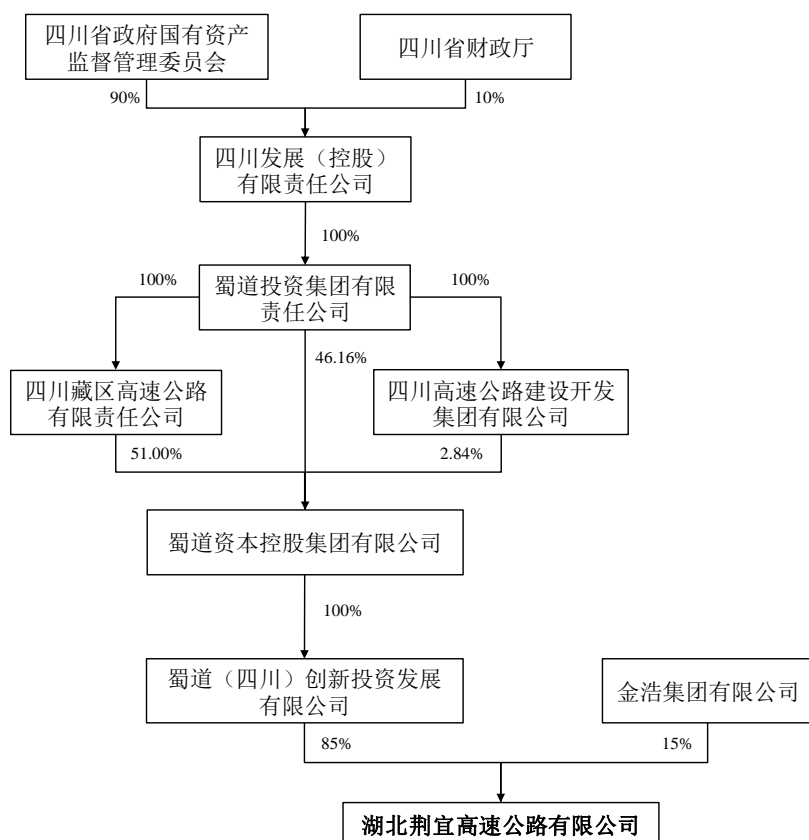 四川省政府国有资产
监督管理委员会
四川省财政厅
90%
10%
四川发展（控股）
有限责任公司
100%
蜀道投资集团有限
责任公司
100%
100%
46.16%
四川藏区高速公路
有限责任公司
四川高速公路建设开发
集团有限公司
51.00%
2.84%
蜀道资本控股集团有限公司
100%
蜀道（四川）创新投资发展
有限公司
金浩集团有限公司
85%
15%
湖北荆宜高速公路有限公司